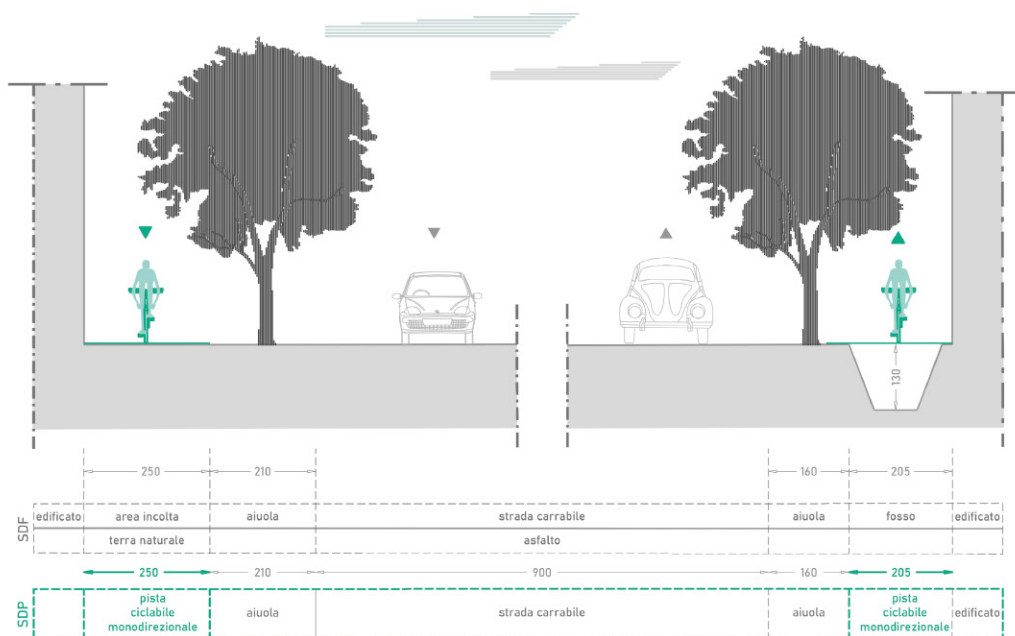 130
250 210 160 205
SDF
edificato area incolta aiuola strada carrabile aiuola fosso edificato
terra naturale asfalto
250 210 900 160 205
SDP
pista ciclabile monodirezionale aiuola strada carrabile aiuola pista ciclabile monodirezionale edificato